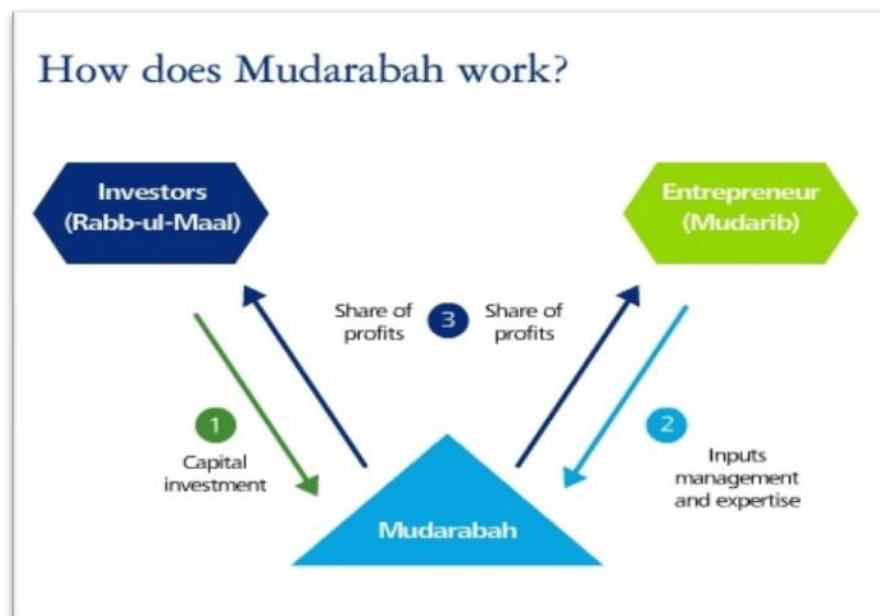 How does Mudarabah work?
Investors
(Rabb-ul-Maal)
Entrepreneur
(Mudarib)
Share of
profits
3
Share of
profits
1
Capital
investment
2
Inputs
management
and expertise
Mudarabah